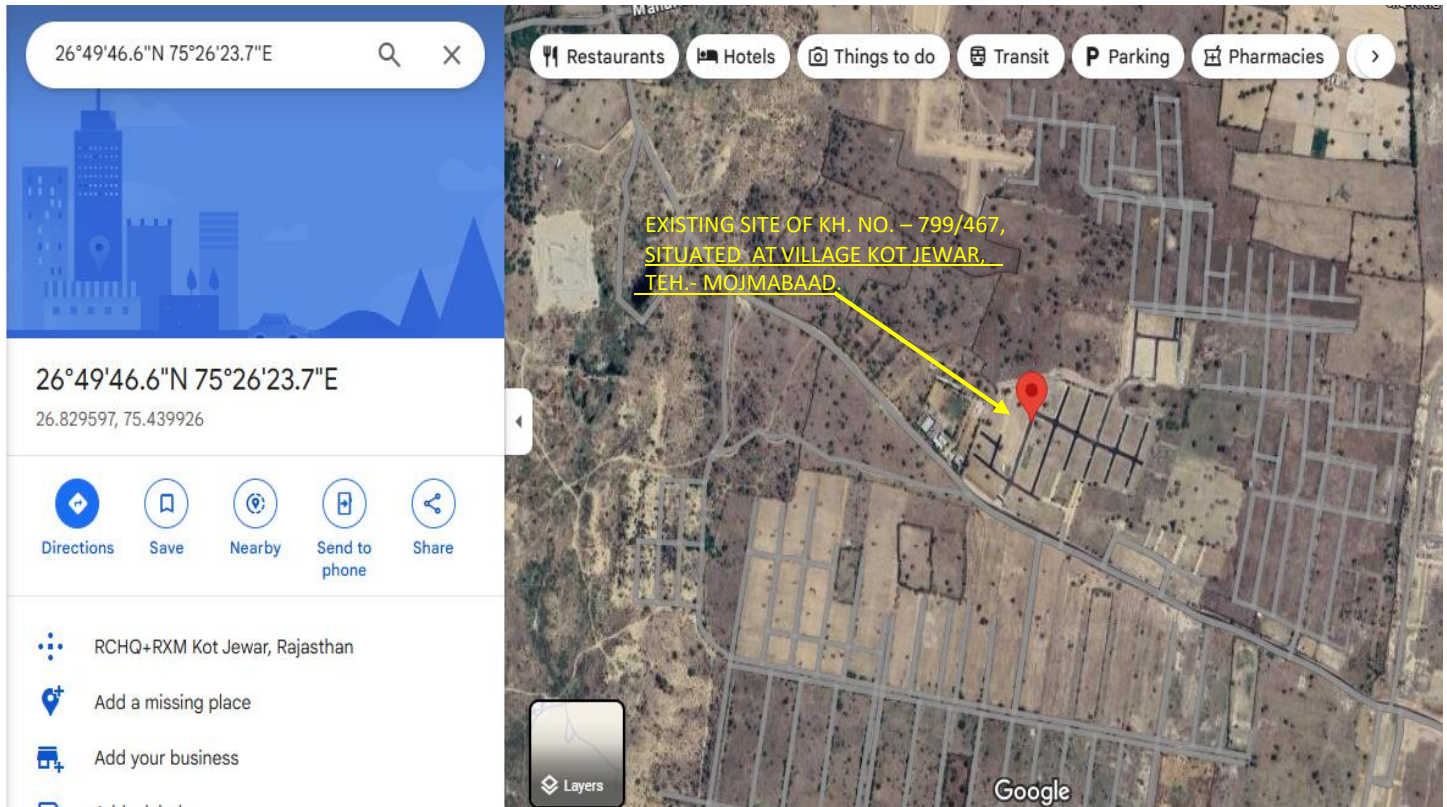 26°49'46.6"N 75°26'23.7"E
Restaurants
Hotels
Things to do
Transit
P Parking
Pharmacies
EXISTING SITE OF KH. NO. – 799/467,
SITUATED AT VILLAGE KOT JEWAR,
TEH.- MOJMABAAD.
26°49'46.6"N 75°26'23.7"E
26.829597, 75.439926
Directions
Save
Nearby
Send to
phone
Share
RCHQ+RXM Kot Jewar, Rajasthan
Add a missing place
Add your business
Layers
Google